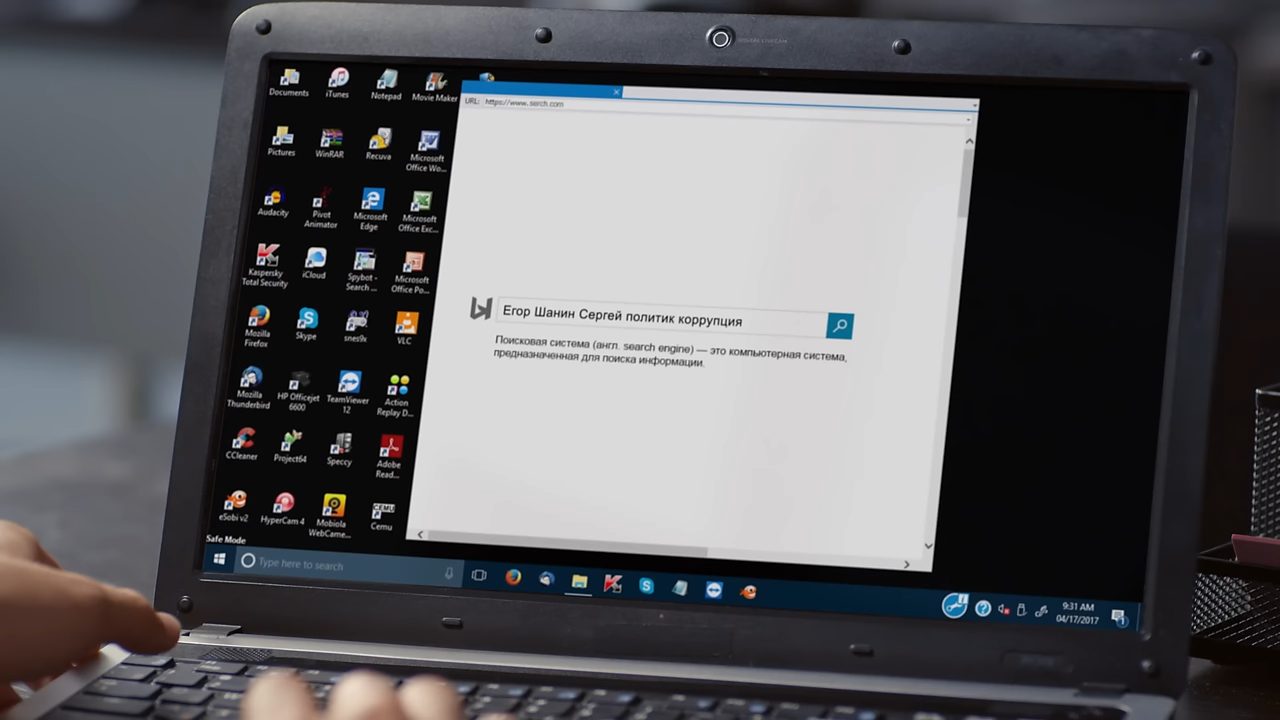 Documents
iTunes
Notepad
Movie Maker
Pictures
WinRAR
Recuva
Microsoft
Office Wo...
Audacity
Pivot
Animator
Microsoft
Edge
Microsoft
Office Exc...
Kaspersky
Total Security
iCloud
Spybot -
Search ...
Microsoft
Office Po...
Mozilla
Firefox
Skype
snes9x
VLC
Mozilla
Thunderbird
HP Officejet
6600
TeamViewer
12
Action
Replay D...
CCleaner
Project64
Speccy
Adobe
Read...
eSobi v2
HyperCam 4
Mobiola
WebCame...
Cemu
URL: https://www.serch.com
Егор Шанин Сергей политик коррупция
Поисковая система (англ. search engine) — это компьютерная система,
предназначенная для поиска информации.
Safe Mode
Type here to search
9:31 AM
04/17/2017